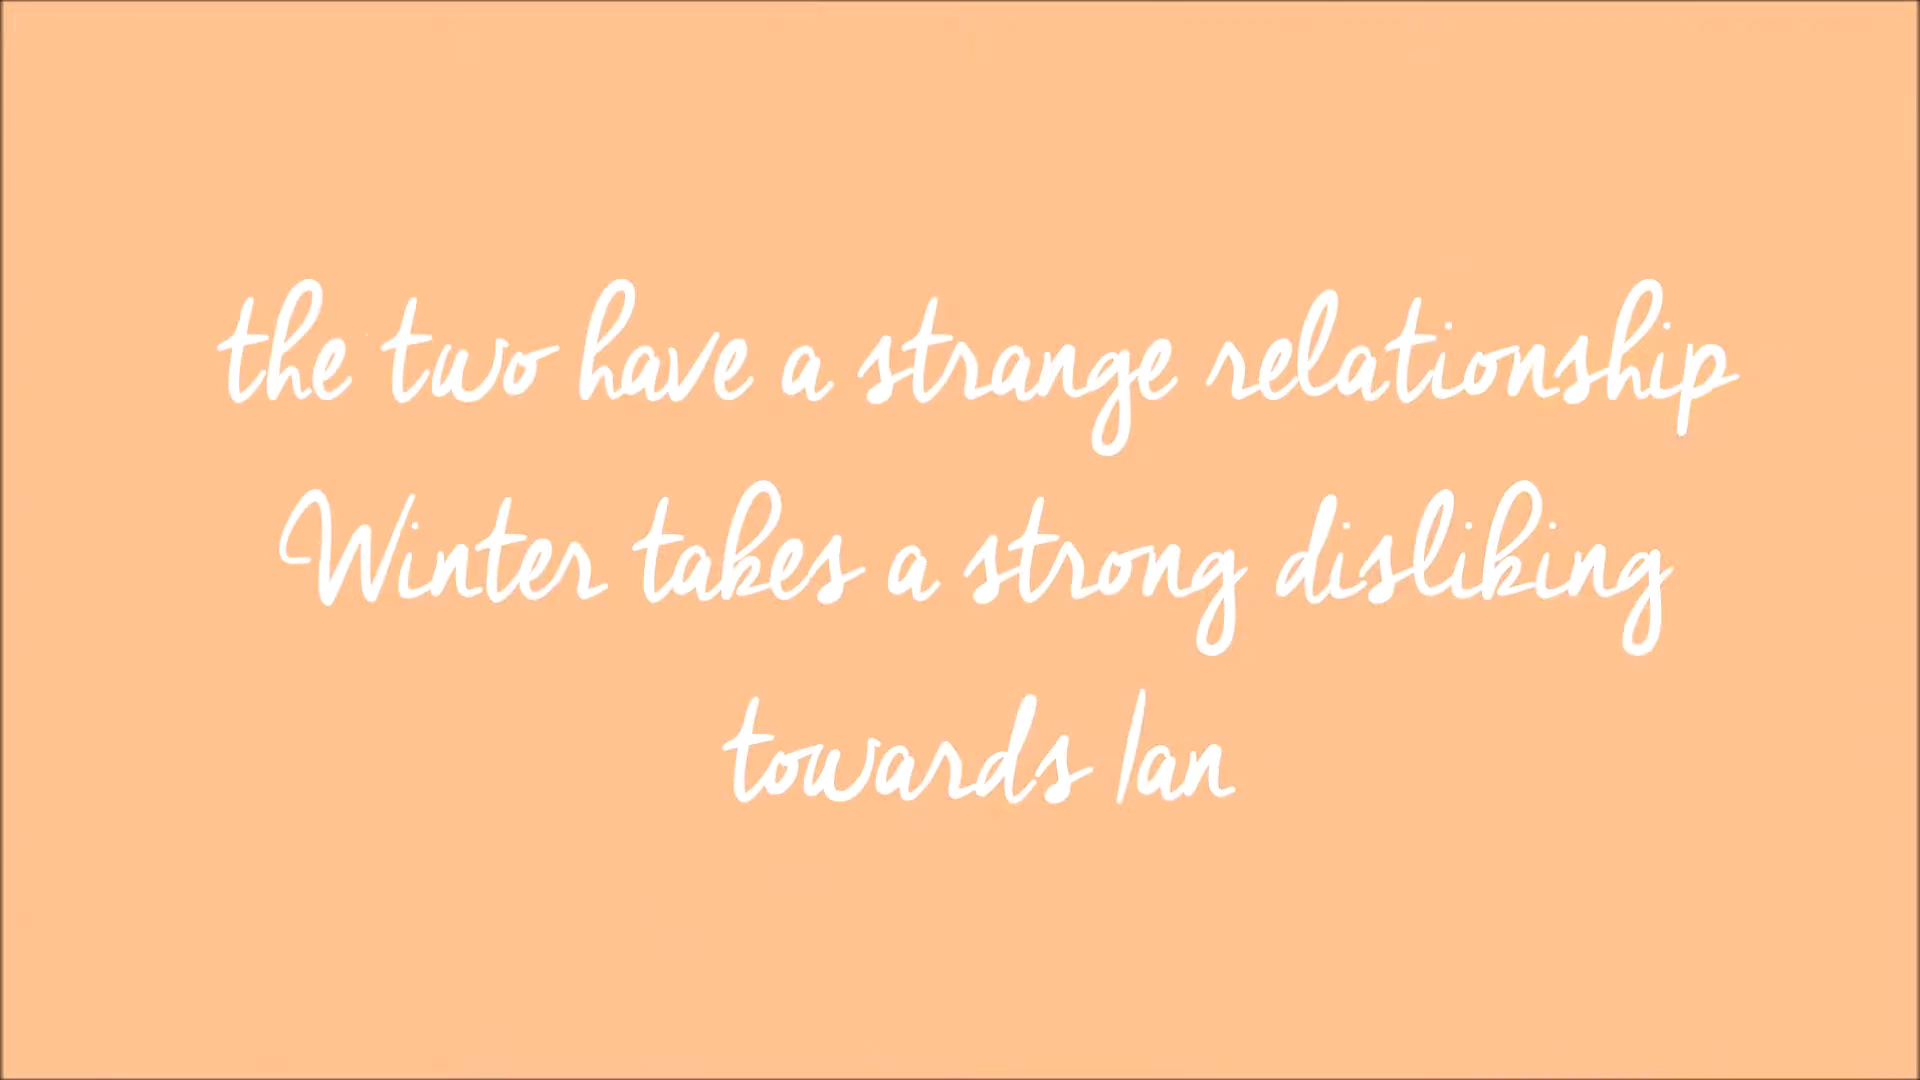 the two have a strange relationship
Winter takes a strong disliking
towards Ian